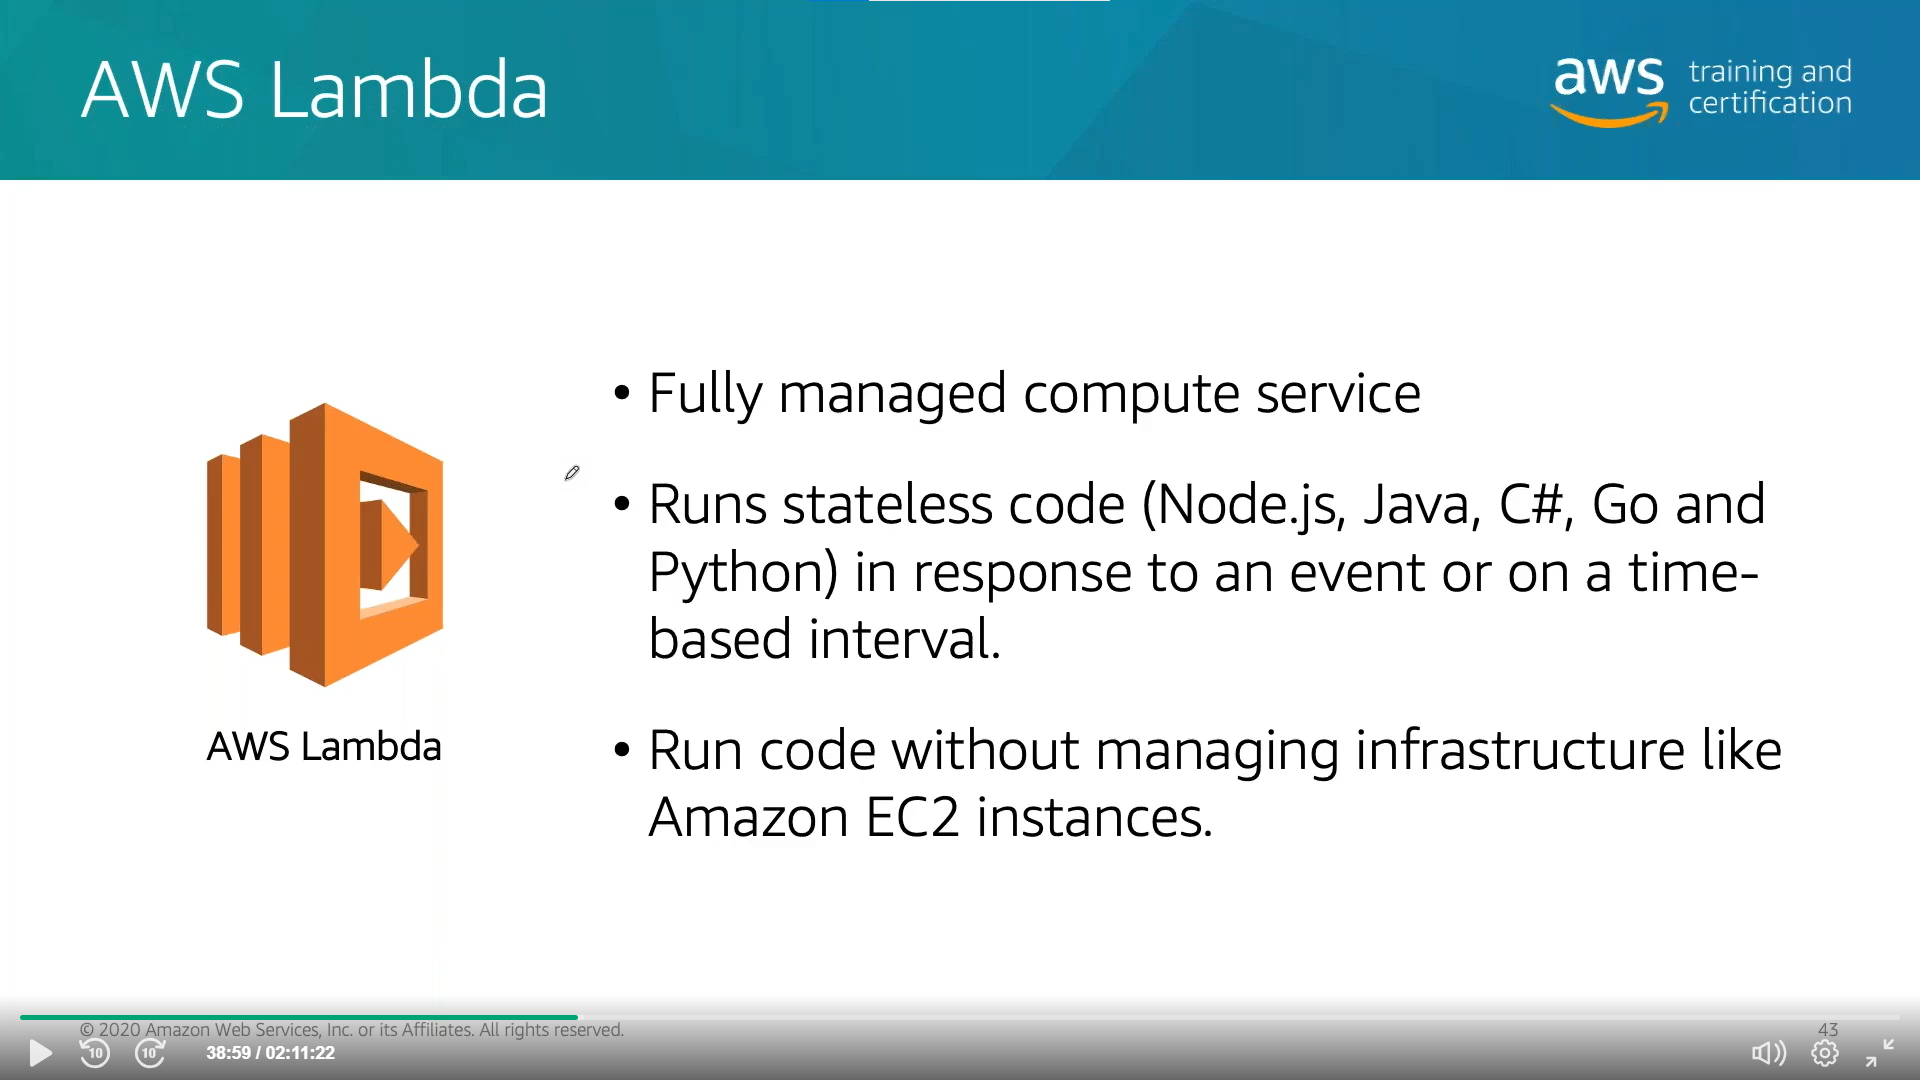 AWS Lambda
aws training and
certification
• Fully managed compute service
• Runs stateless code (Node.js, Java, C#, Go and
Python) in response to an event or on a time-
based interval.
AWS Lambda
• Run code without managing infrastructure like
Amazon EC2 instances.
© 2020 Amazon Web Services, Inc. or its Affiliates. All rights reserved.
43
10
10
38:59 / 02:11:22